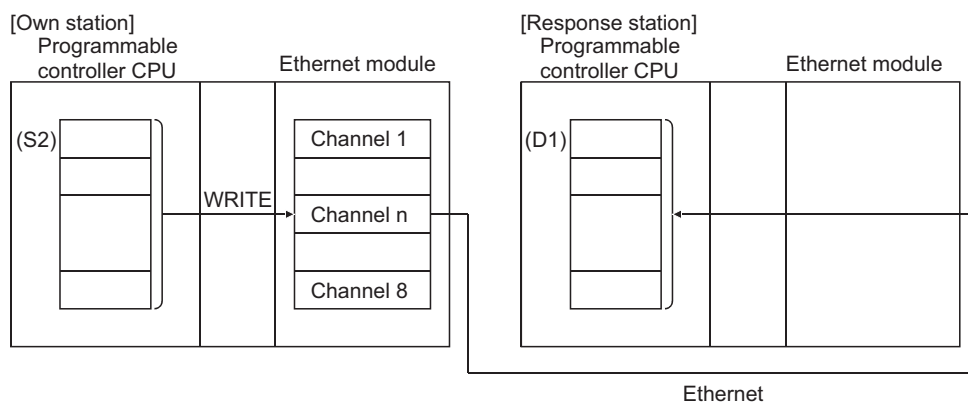 [Own station]
Programmable
controller CPU
Ethernet module
(S2)
WRITE
Channel 1
Channel n
Channel 8
[Response station]
Programmable
controller CPU
Ethernet module
(D1)
Ethernet